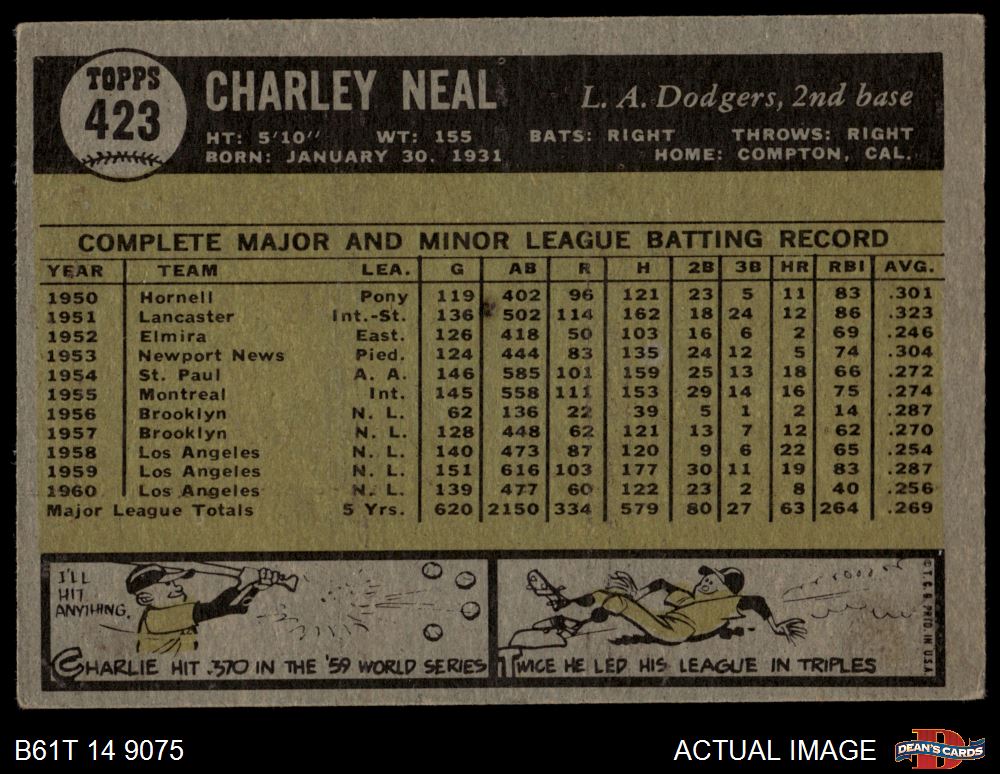 TOPPS
423
CHARLEY NEAL
L. A. Dodgers, 2nd base
HT: 5'10" WT: 155 BATS: RIGHT THROWS: RIGHT
BORN: JANUARY 30, 1931 HOME: COMPTON, CAL.
COMPLETE MAJOR AND MINOR LEAGUE BATTING RECORD
YEAR TEAM LEA. G AB R H 2B 3B HR RBI AVG.
1950 Hornell Pony 119 402 96 121 23 5 11 83 .301
1951 Lancaster Int.-St. 136 502 114 162 18 24 12 86 .323
1952 Elmira East. 126 418 50 103 16 6 2 69 .246
1953 Newport News Pied. 124 444 83 135 24 12 5 74 .304
1954 St. Paul A. A. 146 585 101 159 25 13 18 66 .272
1955 Montreal Int. 145 558 111 153 29 14 16 75 .274
1956 Brooklyn N. L. 62 136 22 39 5 1 2 14 .287
1957 Brooklyn N. L. 128 448 62 121 13 7 12 62 .270
1958 Los Angeles N. L. 140 473 87 120 9 6 22 65 .254
1959 Los Angeles N. L. 151 616 103 177 30 11 19 83 .287
1960 Los Angeles N. L. 139 477 60 122 23 2 8 40 .256
Major League Totals 5 Yrs. 620 2150 334 579 80 27 63 264 .269
I'LL
HIT
ANYTHING.
CHARLIE HIT .370 IN THE '59 WORLD SERIES
TWICE HE LED HIS LEAGUE IN TRIPLES
© T. C. G. PRTD. IN U.S.A.
B61T 14 9075
ACTUAL IMAGE
D
DEAN'S CARDS